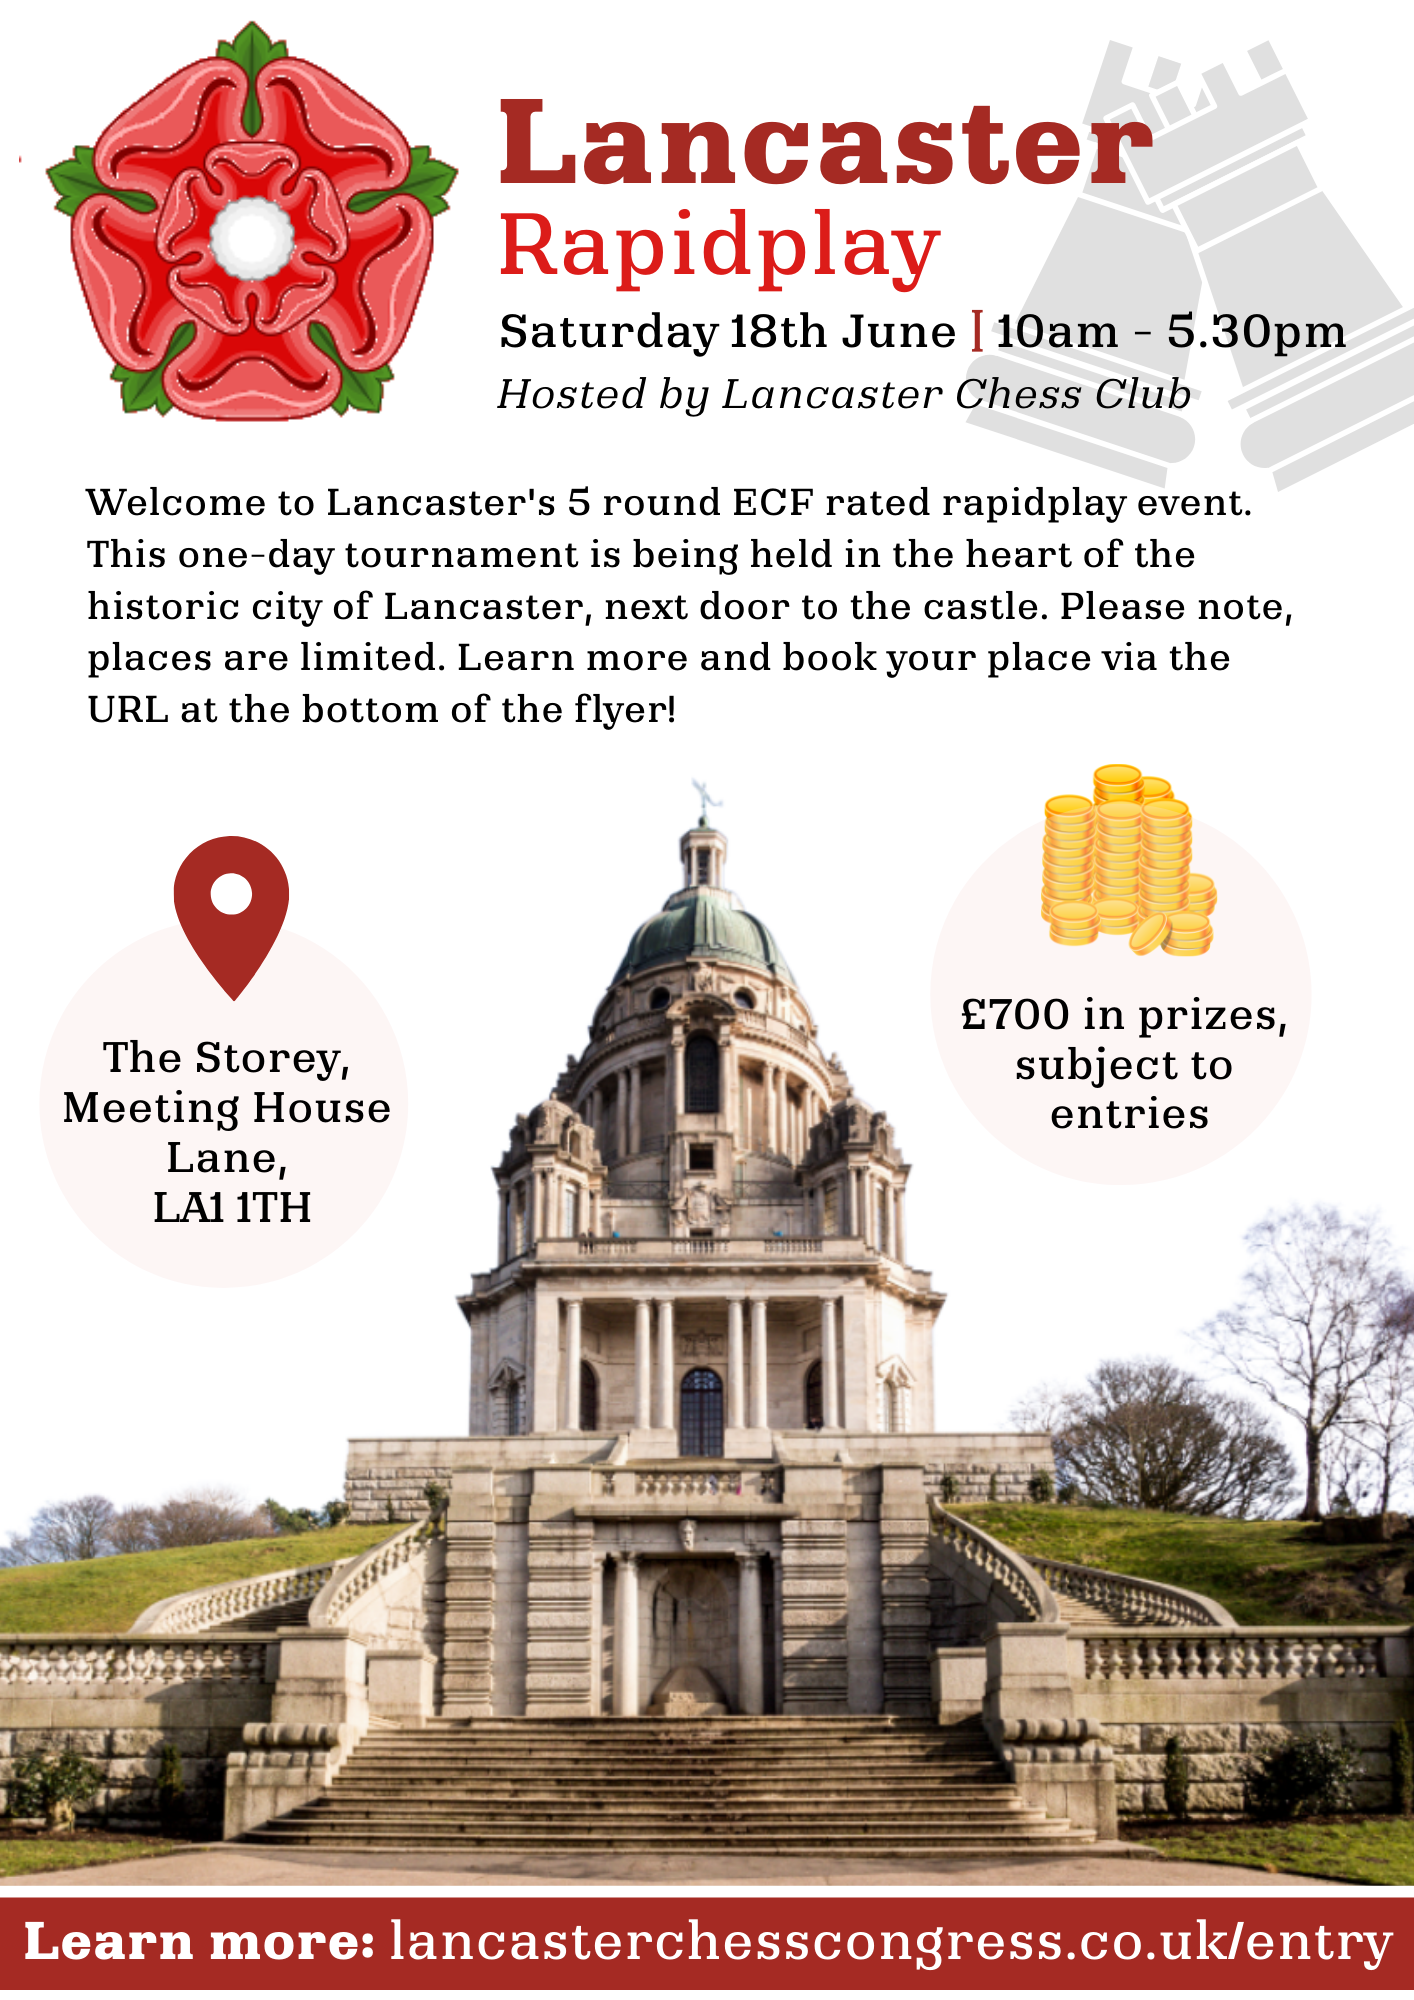 Lancaster
Rapidplay
Saturday 18th June | 10am - 5.30pm
Hosted by Lancaster Chess Club
Welcome to Lancaster's 5 round ECF rated rapidplay event.
This one-day tournament is being held in the heart of the
historic city of Lancaster, next door to the castle. Please note,
places are limited. Learn more and book your place via the
URL at the bottom of the flyer!
The Storey,
Meeting House
Lane,
LA1 1TH
£700 in prizes,
subject to
entries
Learn more: lancasterchesscongress.co.uk/entry